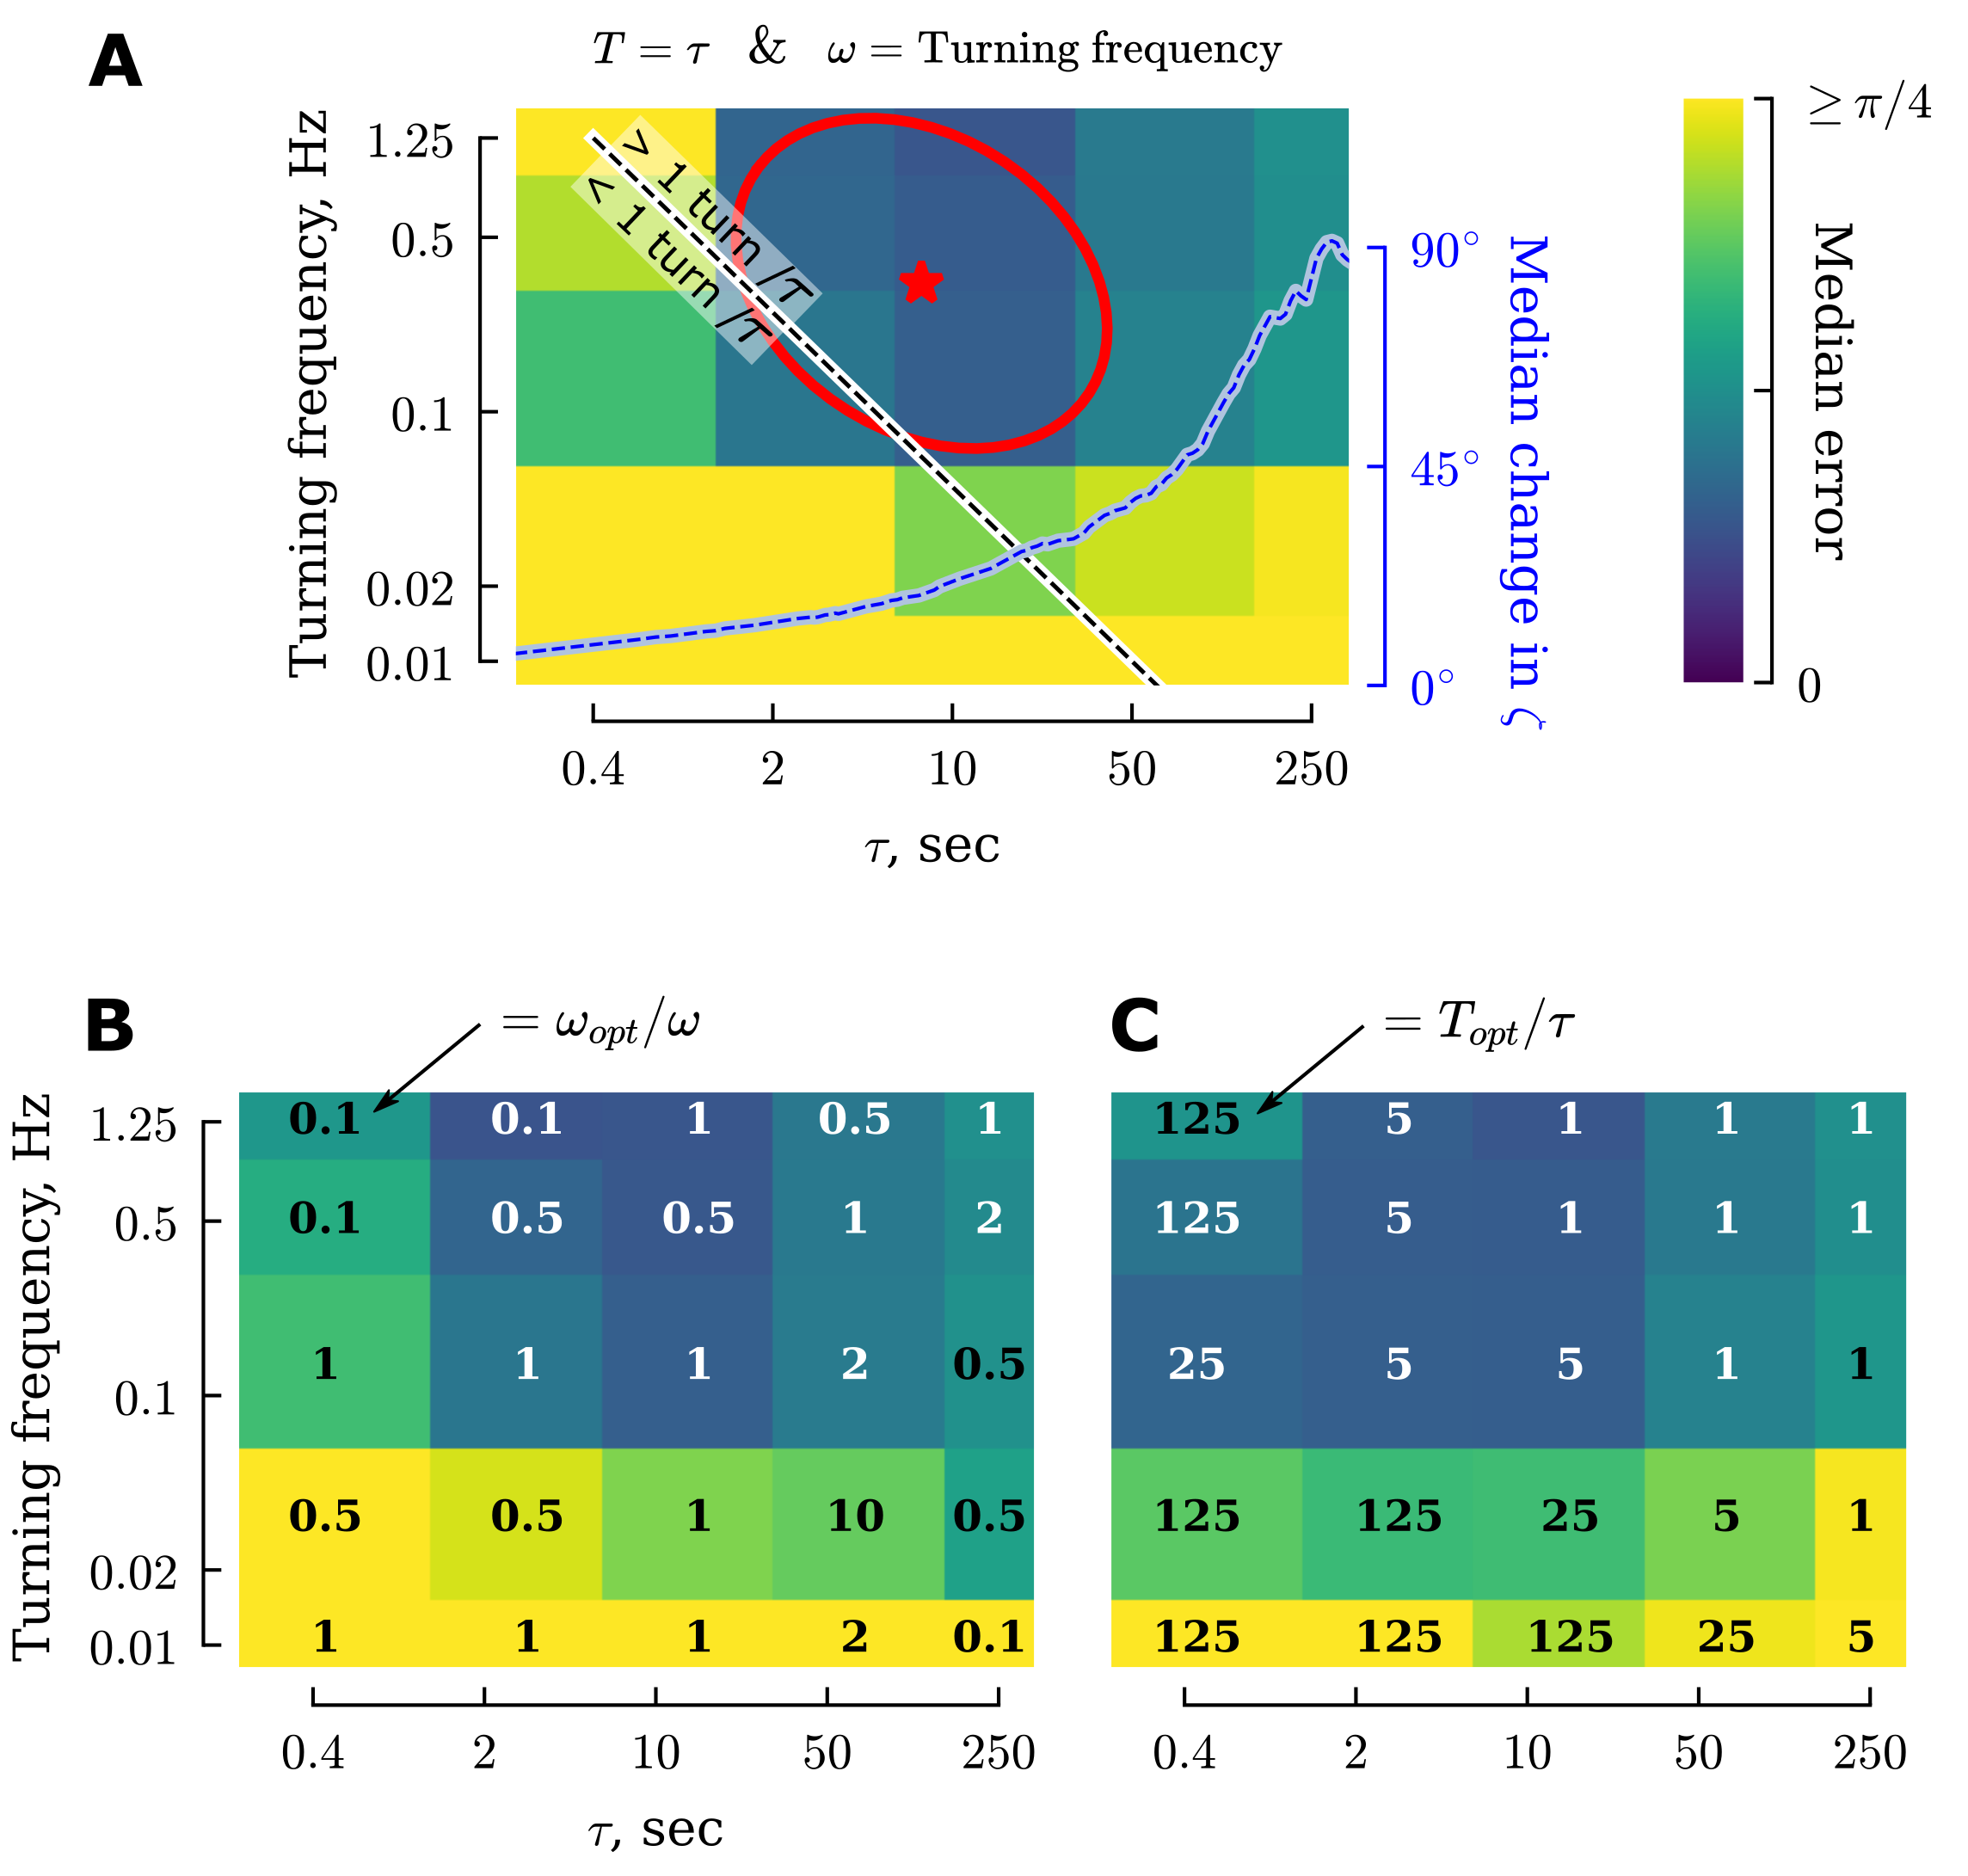 A
T = τ & ω = Turning frequency
Turning frequency, Hz
1.25
0.5
0.1
0.02
0.01
> 1 turn /T
< 1 turn /T
0.4 2 10 50 250
τ, sec
90°
45°
0°
Median change in ζ
≥ π/4
0
Median error
B
= ω_opt/ω
Turning frequency, Hz
1.25
0.5
0.1
0.02
0.01
0.1 0.1 1 0.5 1
0.1 0.5 0.5 1 2
1 1 1 2 0.5
0.5 0.5 1 10 0.5
1 1 1 2 0.1
0.4 2 10 50 250
τ, sec
C
= T_opt/τ
125 5 1 1 1
125 5 1 1 1
25 5 5 1 1
125 125 25 5 1
125 125 125 25 5
0.4 2 10 50 250